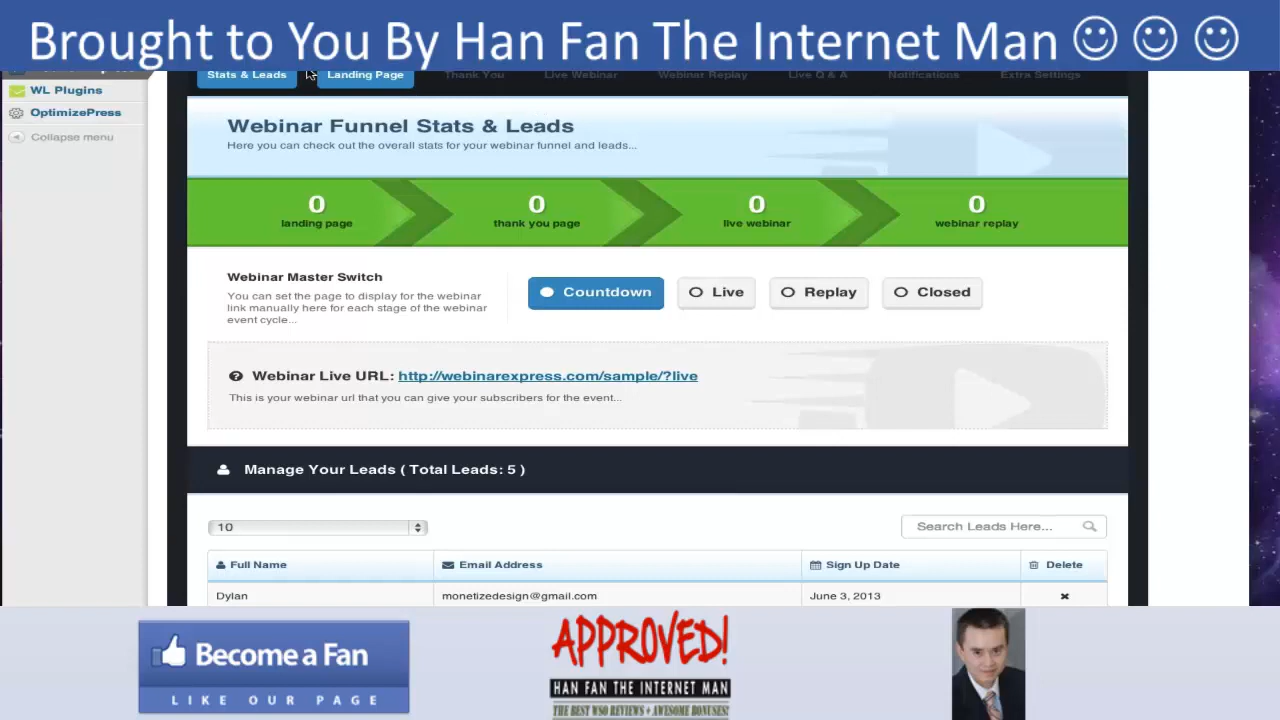 Brought to You By Han Fan The Internet Man ☺ ☺ ☺
Stats & Leads
Landing Page
Thank You
Live Webinar
Webinar Replay
Live Q & A
Notifications
Extra Settings
WL Plugins
OptimizePress
Collapse menu
Webinar Funnel Stats & Leads
Here you can check out the overall stats for your webinar funnel and leads...
0
landing page
0
thank you page
0
live webinar
0
webinar replay
Webinar Master Switch
You can set the page to display for the webinar
link manually here for each stage of the webinar
event cycle...
Countdown
Live
Replay
Closed
Webinar Live URL: http://webinarexpress.com/sample/?live
This is your webinar url that you can give your subscribers for the event...
Manage Your Leads ( Total Leads: 5 )
10
Search Leads Here...
Full Name
Email Address
Sign Up Date
Delete
Dylan
monetizedesign@gmail.com
June 3, 2013
Become a Fan
LIKE OUR PAGE
APPROVED!
HAN FAN THE INTERNET MAN
THE BEST WSO REVIEWS + AWESOME BONUSES!